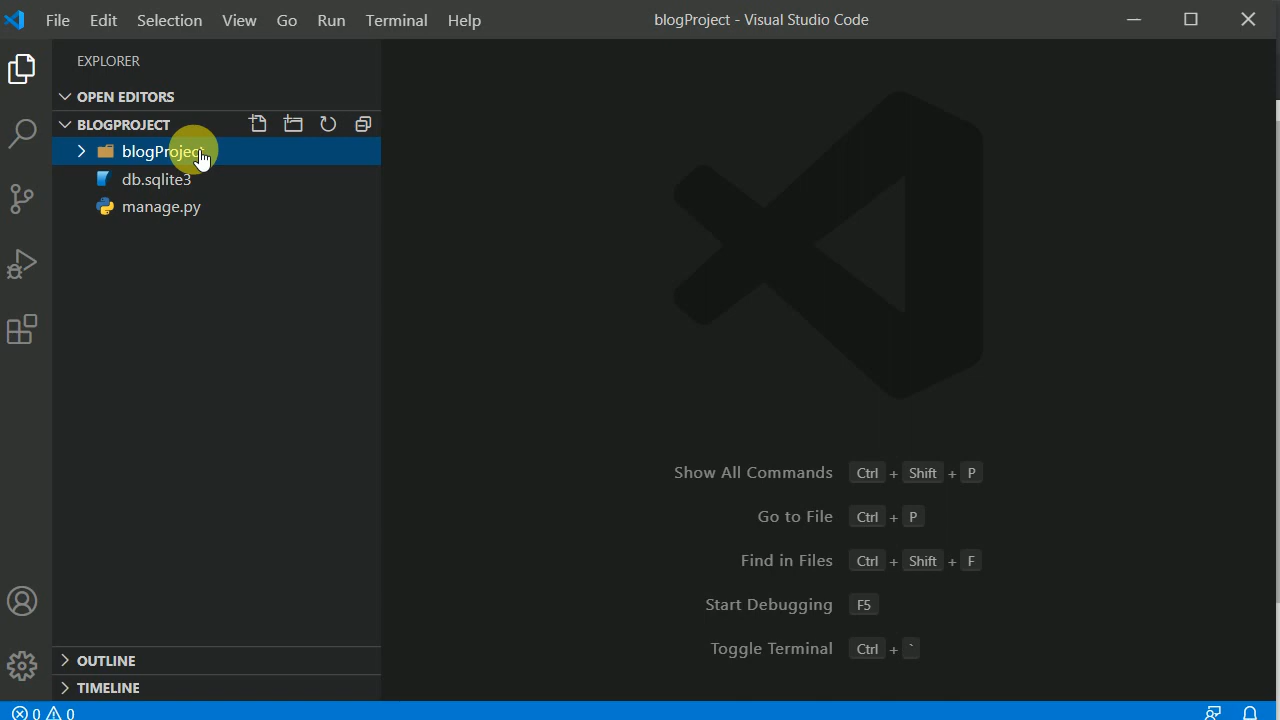 File Edit Selection View Go Run Terminal Help blogProject - Visual Studio Code
EXPLORER
OPEN EDITORS
BLOGPROJECT
blogProject
db.sqlite3
manage.py
Show All Commands Ctrl + Shift + P
Go to File Ctrl + P
Find in Files Ctrl + Shift + F
Start Debugging F5
Toggle Terminal Ctrl + `
OUTLINE
TIMELINE
0 0